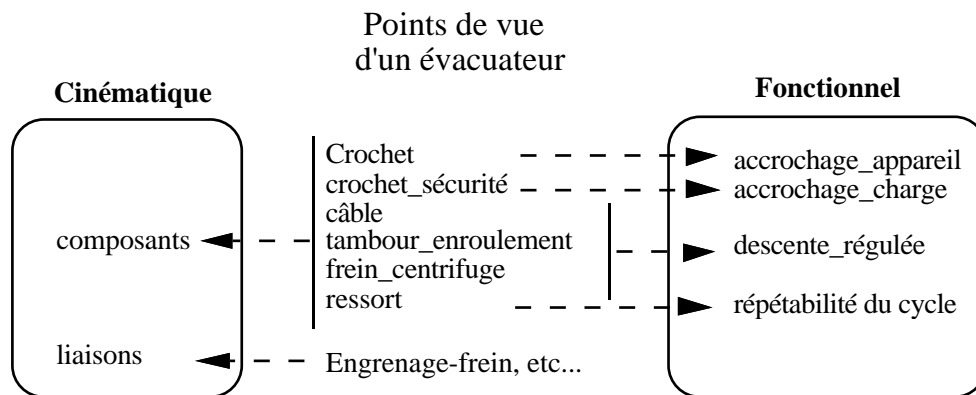 Points de vue
d'un évacuateur
Cinématique
Fonctionnel
Crochet
accrochage_appareil
crochet_sécurité
accrochage_charge
câble
composants
tambour_enroulement
descente_régulée
frein_centrifuge
ressort
répétabilité du cycle
liaisons
Engrenage-frein, etc...